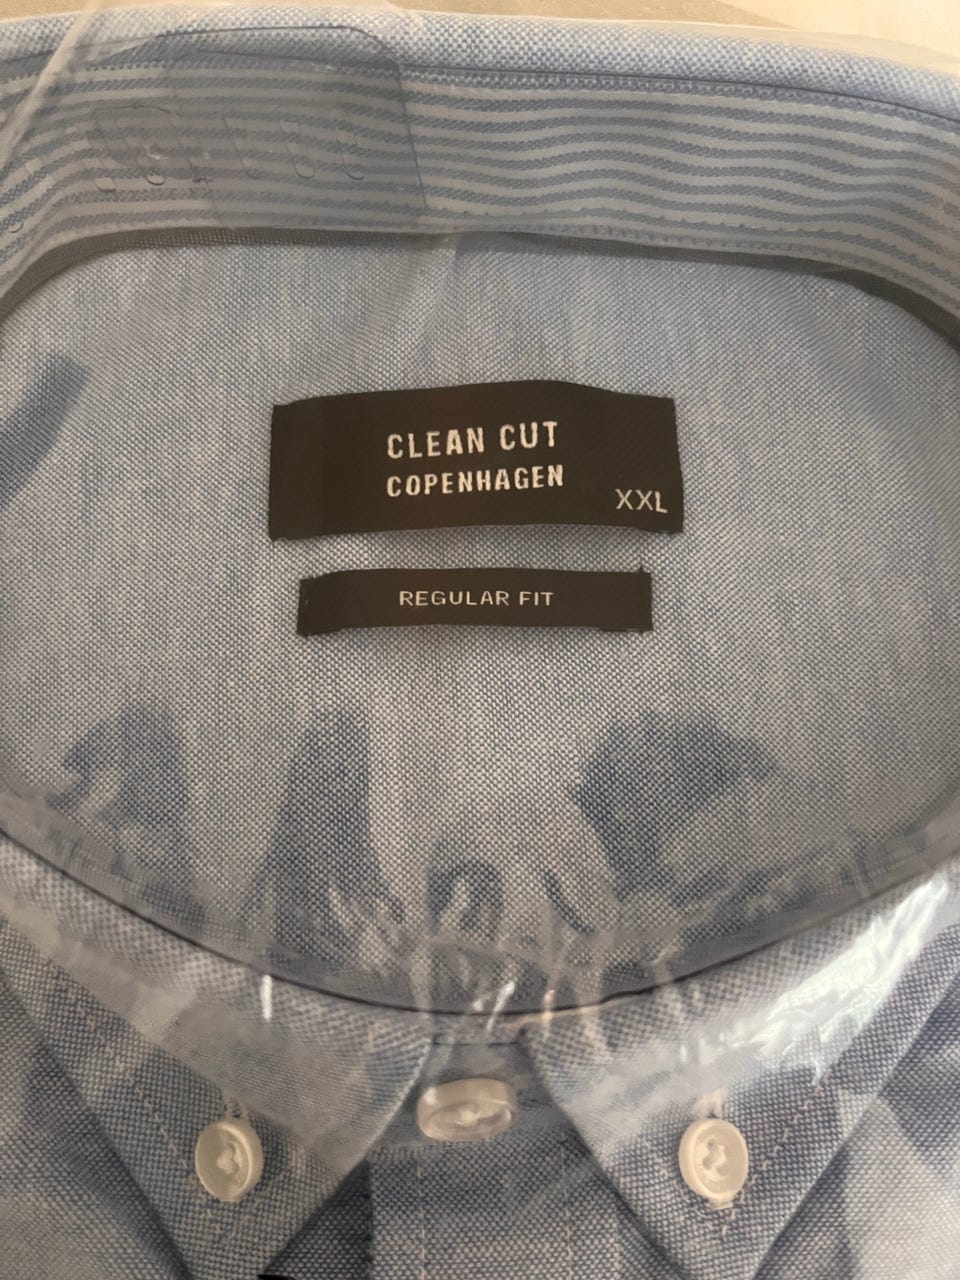 CLEAN CUT
COPENHAGEN
XXL
REGULAR FIT